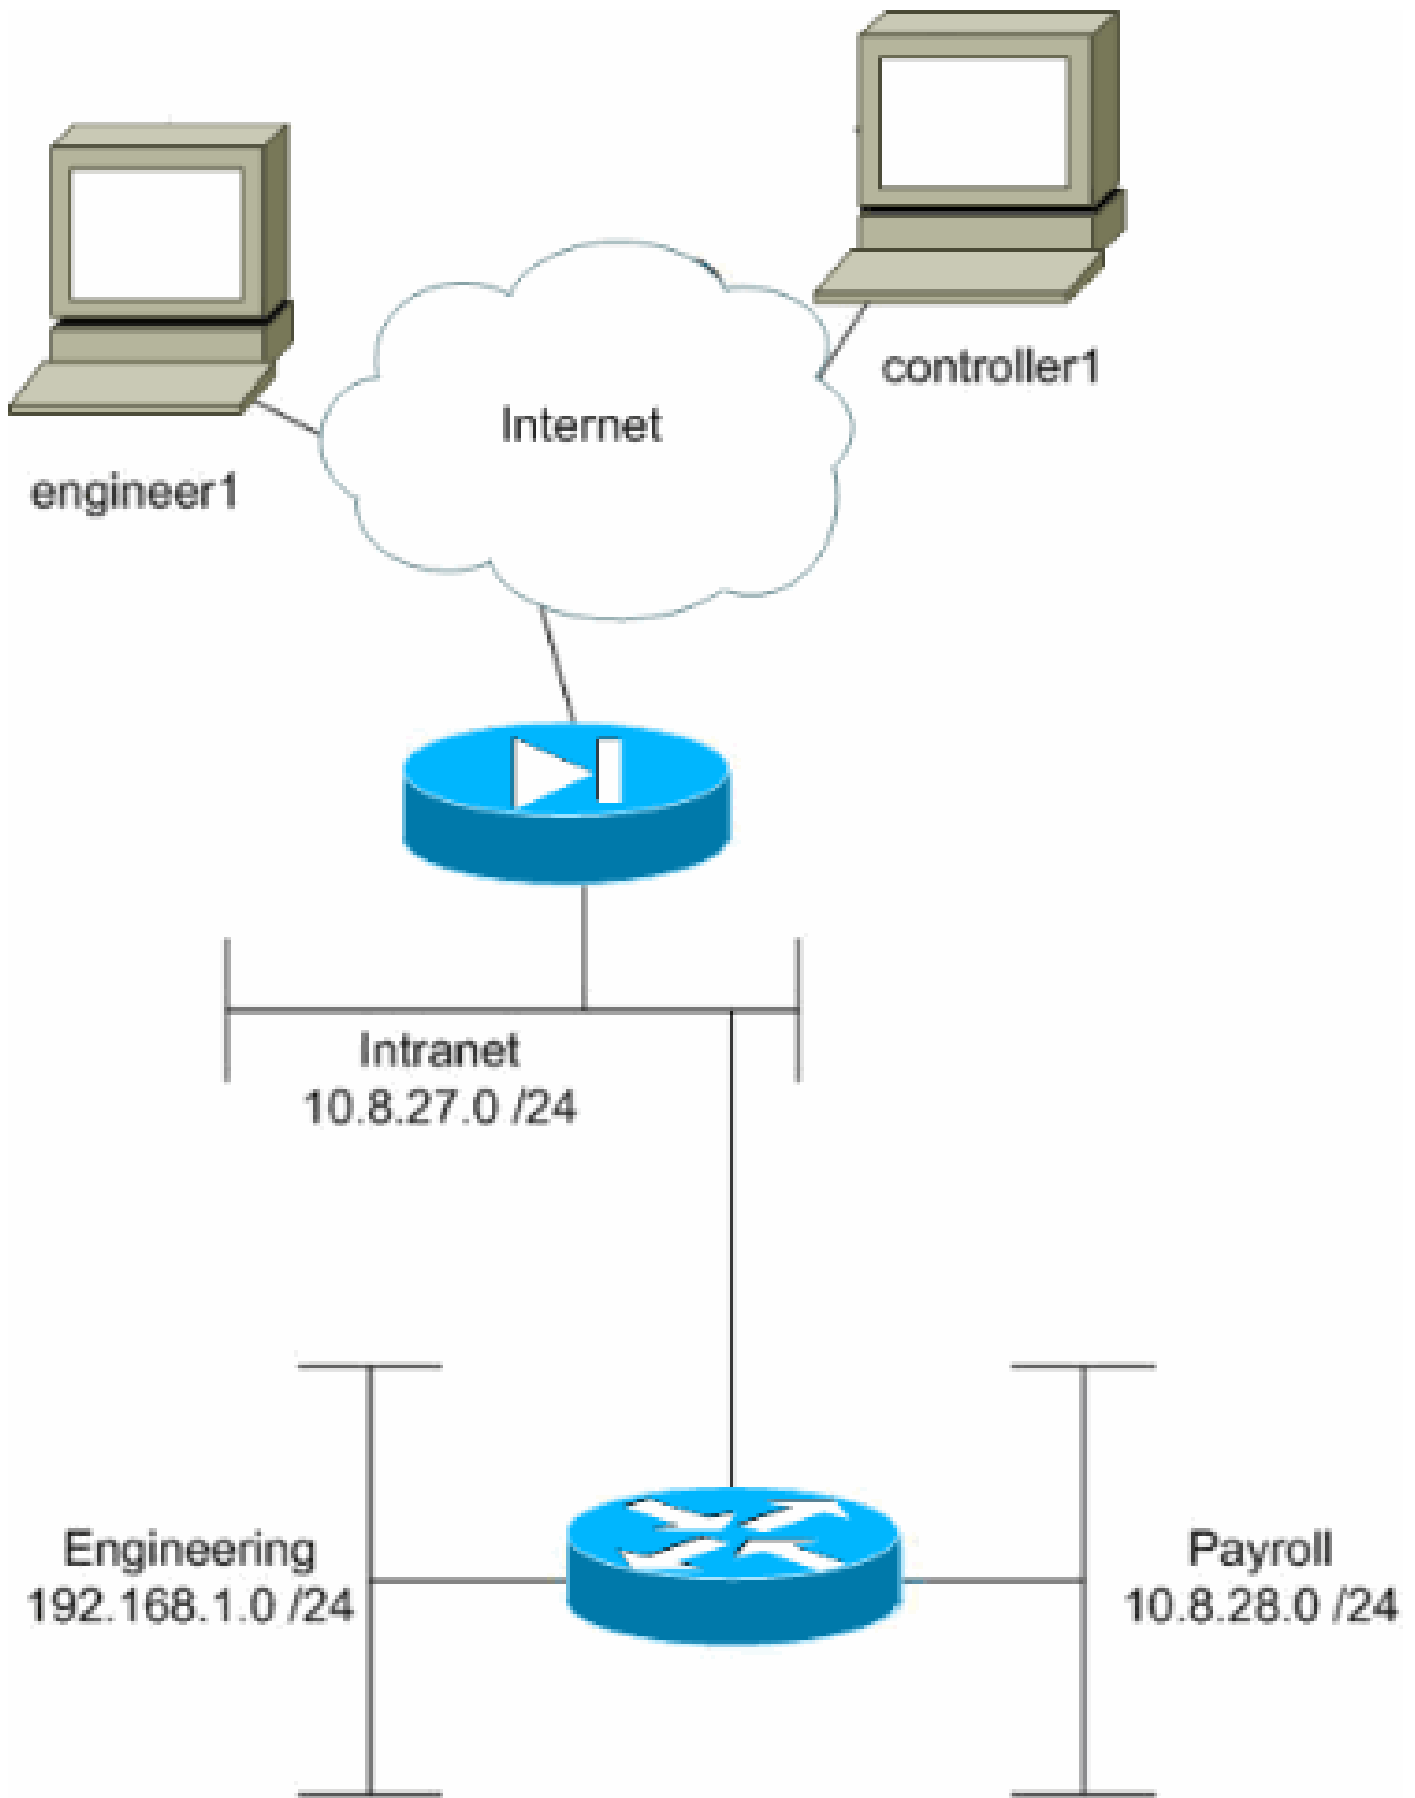 controller1
Internet
engineer1
Intranet
10.8.27.0 /24
Engineering
192.168.1.0 /24
Payroll
10.8.28.0 /24